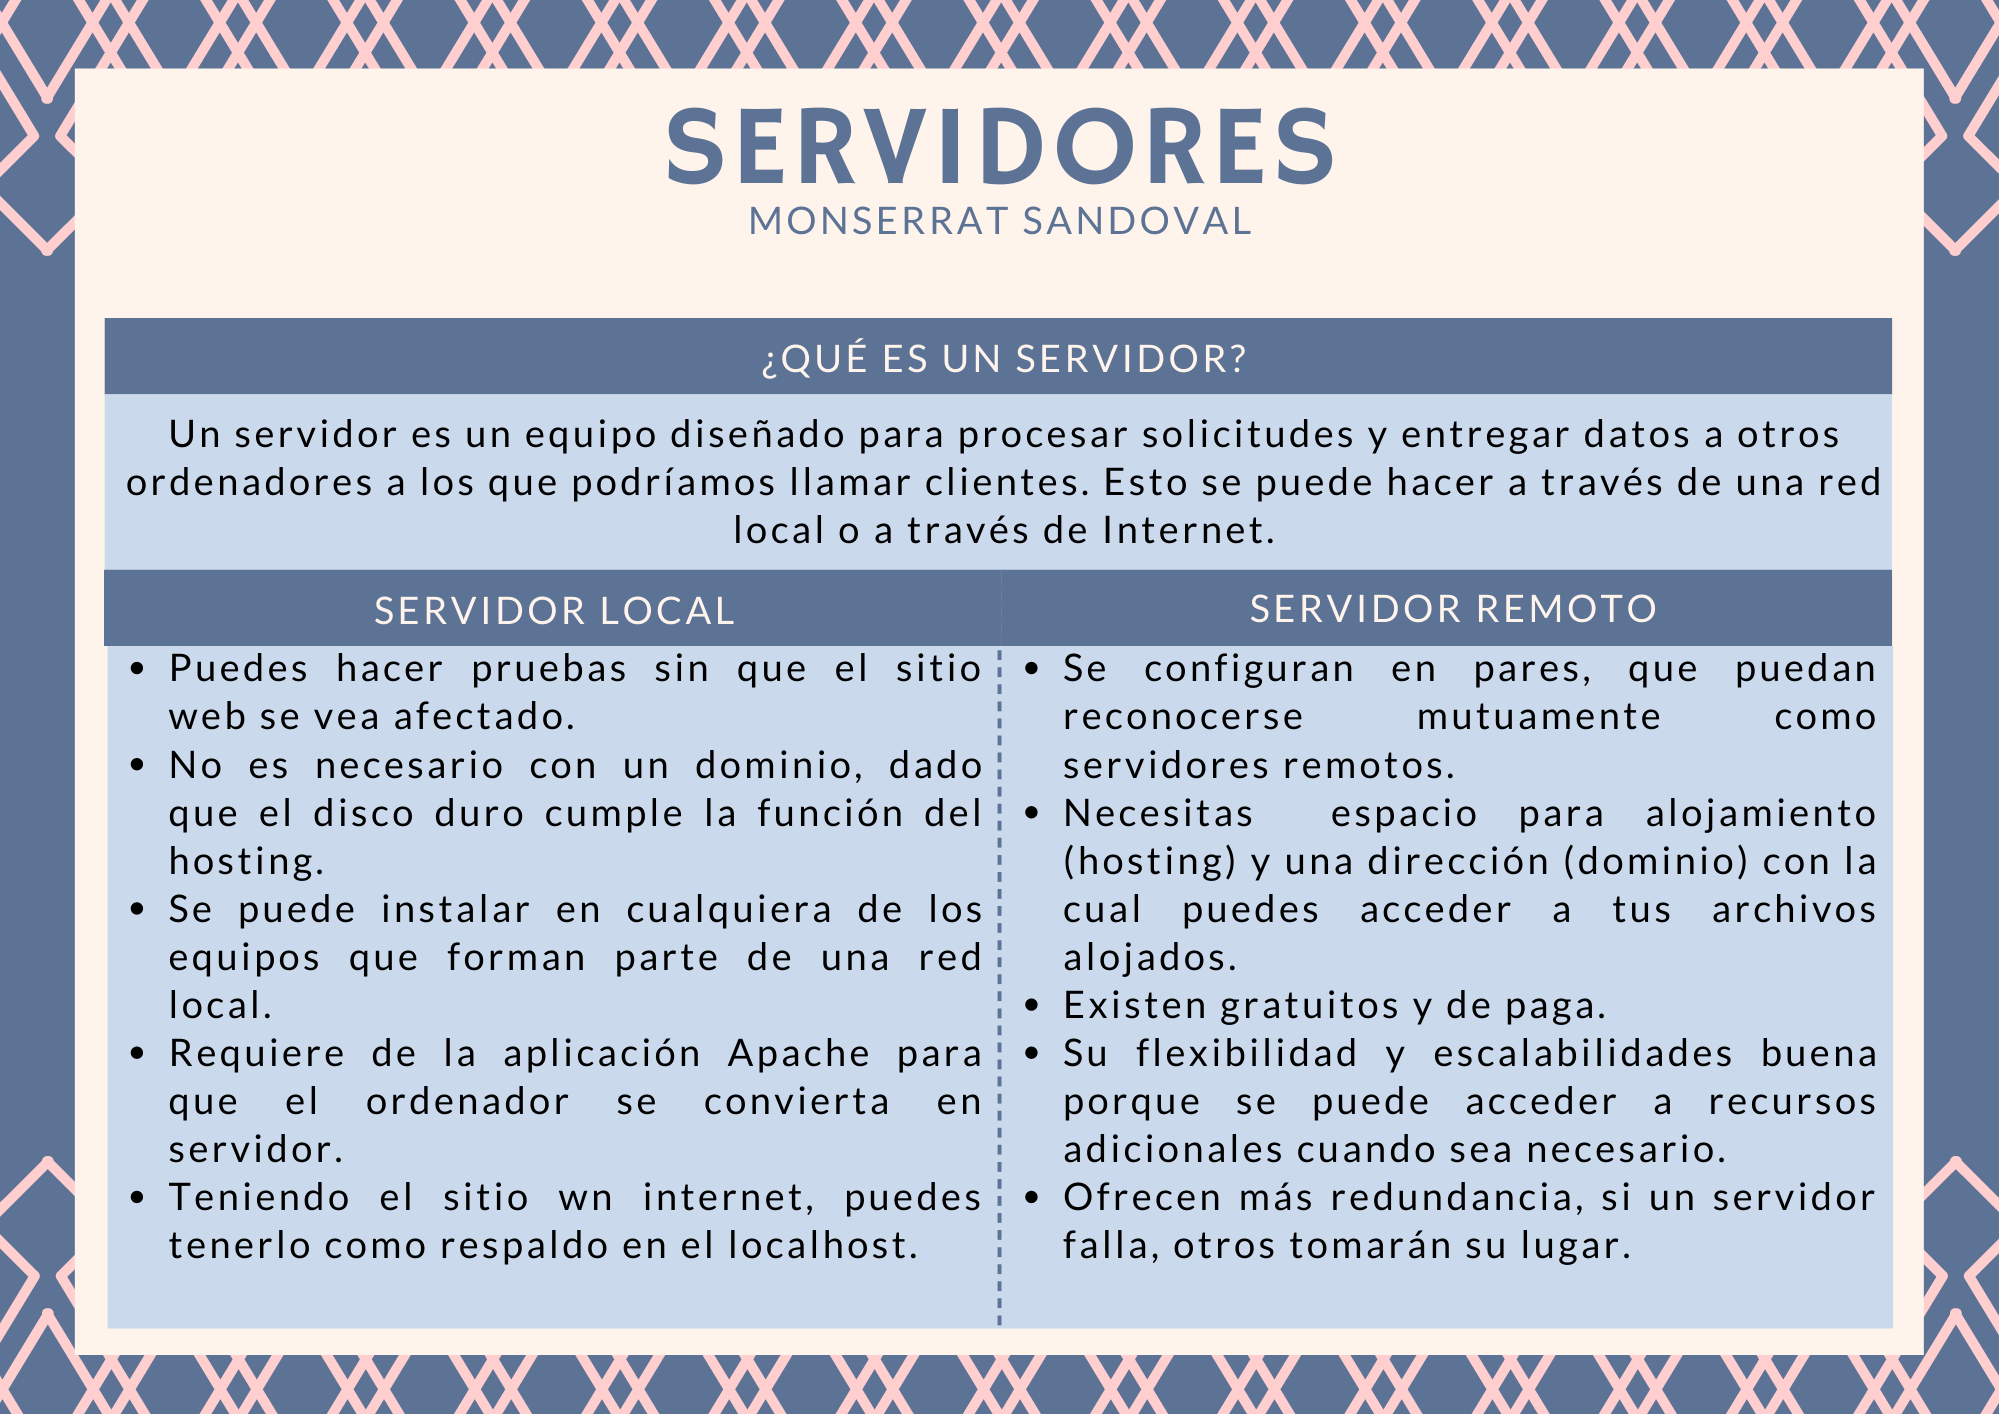 SERVIDORES
MONSERRAT SANDOVAL
¿QUÉ ES UN SERVIDOR?
Un servidor es un equipo diseñado para procesar solicitudes y entregar datos a otros
ordenadores a los que podríamos llamar clientes. Esto se puede hacer a través de una red
local o a través de Internet.
SERVIDOR LOCAL
• Puedes hacer pruebas sin que el sitio
web se vea afectado.
• No es necesario con un dominio, dado
que el disco duro cumple la función del
hosting.
• Se puede instalar en cualquiera de los
equipos que forman parte de una red
local.
• Requiere de la aplicación Apache para
que el ordenador se convierta en
servidor.
• Teniendo el sitio wn internet, puedes
tenerlo como respaldo en el localhost.
SERVIDOR REMOTO
• Se configuran en pares, que puedan
reconocerse mutuamente como
servidores remotos.
• Necesitas espacio para alojamiento
(hosting) y una dirección (dominio) con la
cual puedes acceder a tus archivos
alojados.
• Existen gratuitos y de paga.
• Su flexibilidad y escalabilidades buena
porque se puede acceder a recursos
adicionales cuando sea necesario.
• Ofrecen más redundancia, si un servidor
falla, otros tomarán su lugar.